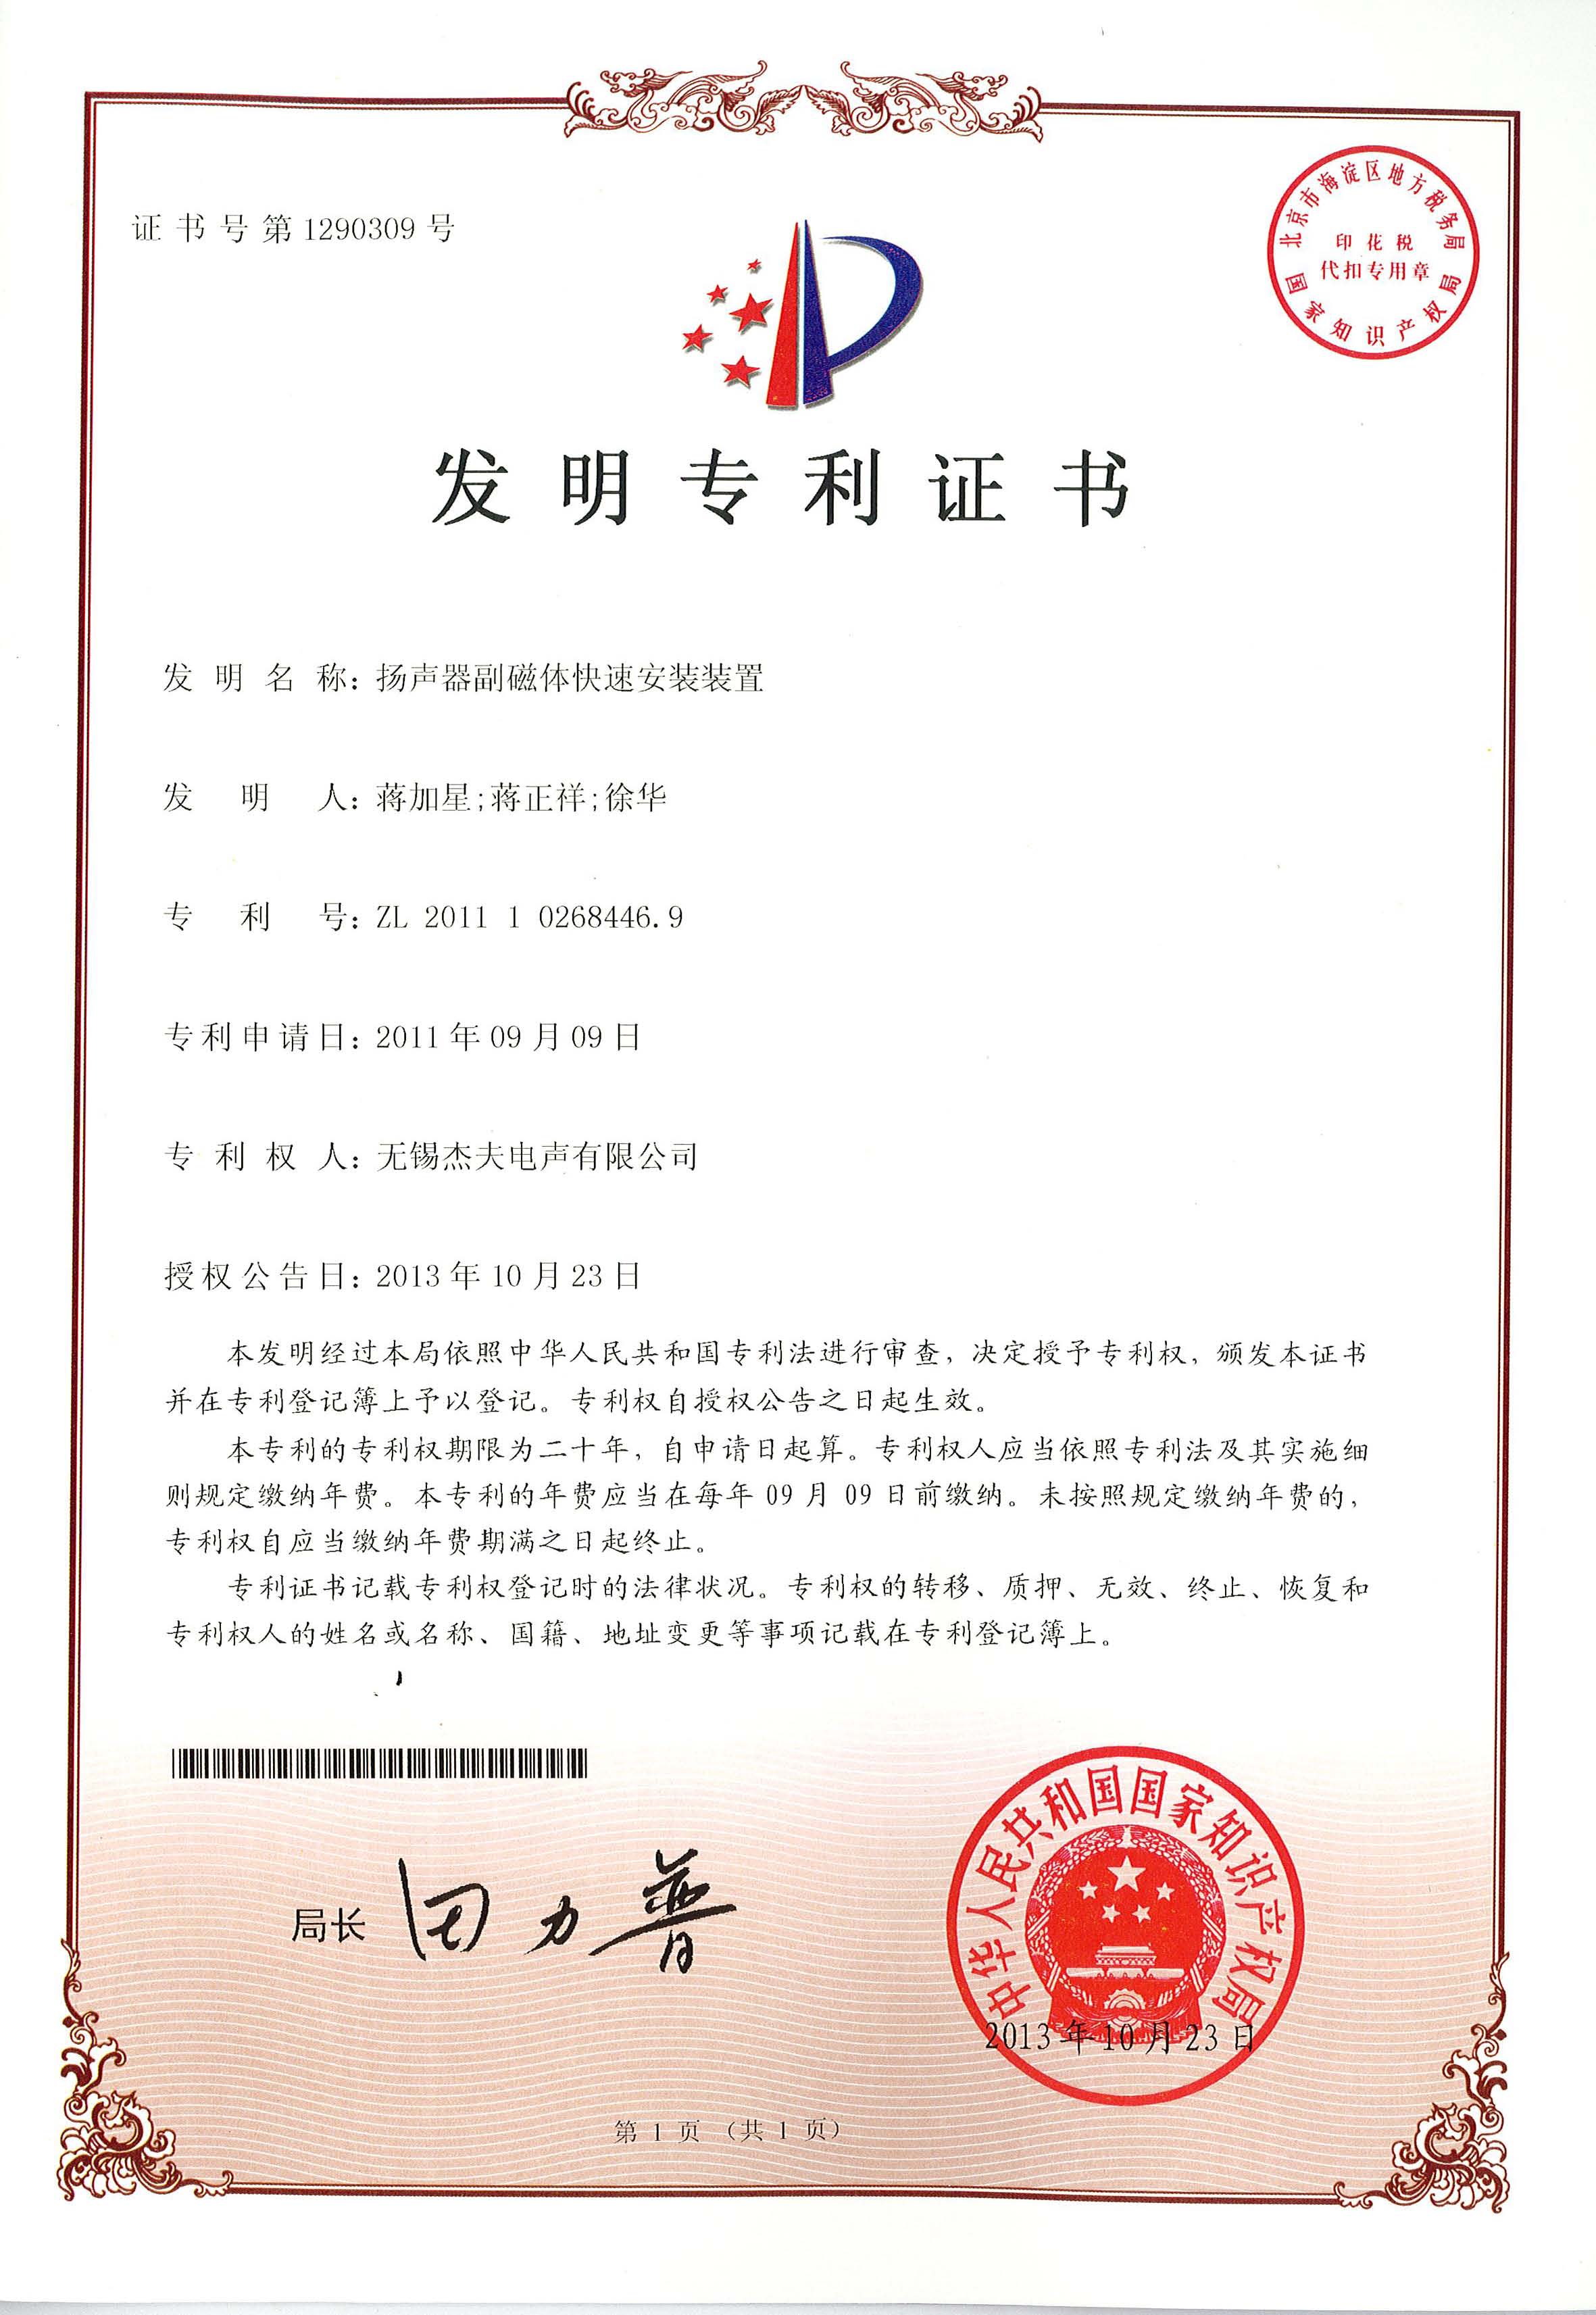 证书号第1290309号
北京市海淀区地方税务局
印花税
代扣专用章
国家知识产权局
发明专利证书
发明名称：扬声器副磁体快速安装装置
发明人：蒋加星;蒋正祥;徐华
专利号：ZL 2011 1 0268446.9
专利申请日：2011年09月09日
专利权人：无锡杰夫电声有限公司
授权公告日：2013年10月23日
本发明经过本局依照中华人民共和国专利法进行审查，决定授予专利权，颁发本证书
并在专利登记簿上予以登记。专利权自授权公告之日起生效。
本专利的专利权期限为二十年，自申请日起算。专利权人应当依照专利法及其实施细
则规定缴纳年费。本专利的年费应当在每年09月09日前缴纳。未按照规定缴纳年费的，
专利权自应当缴纳年费期满之日起终止。
专利证书记载专利权登记时的法律状况。专利权的转移、质押、无效、终止、恢复和
专利权人的姓名或名称、国籍、地址变更等事项记载在专利登记簿上。
局长 田力普
中华人民共和国国家知识产权局
2013年10月23日
第1页（共1页）